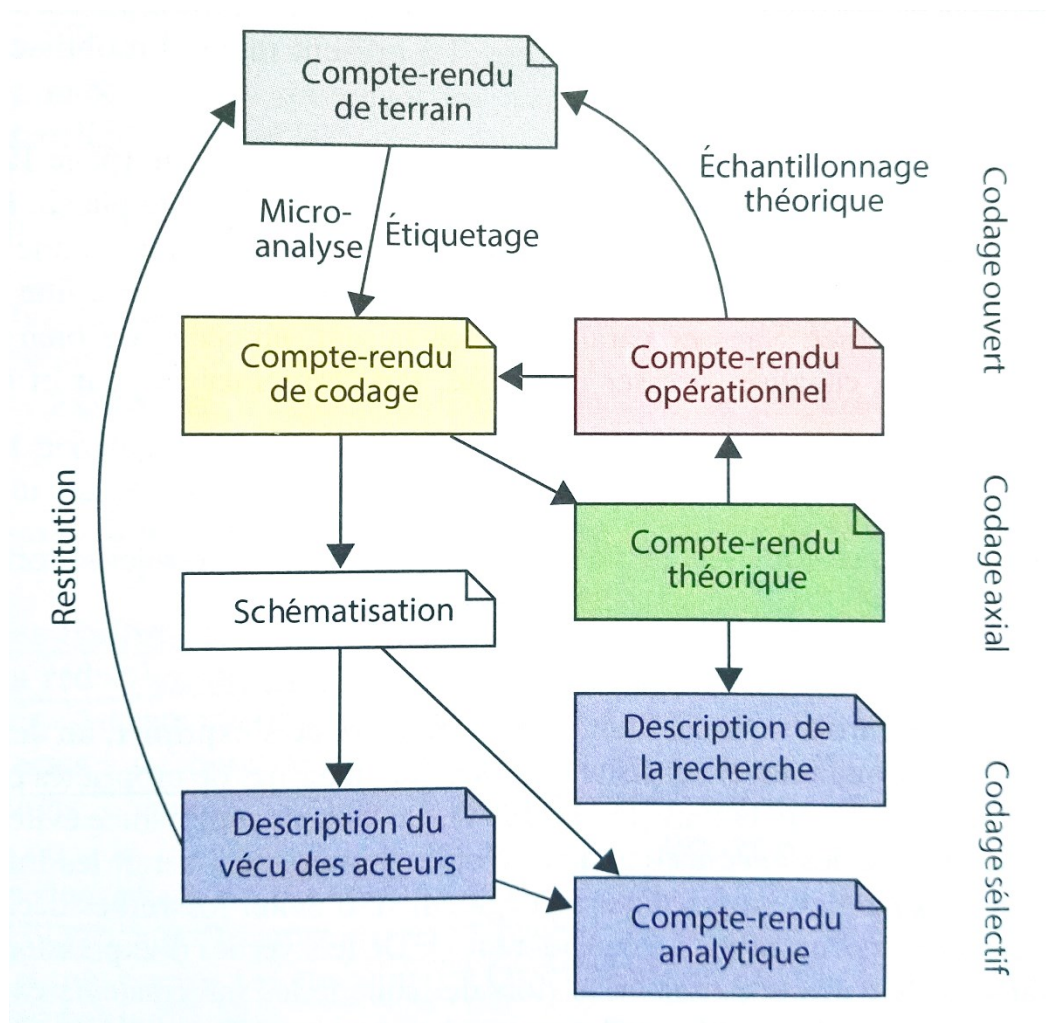 Compte-rendu
de terrain
Échantillonnage
théorique
Micro-
analyse
Étiquetage
Codage ouvert
Compte-rendu
de codage
Compte-rendu
opérationnel
Restitution
Compte-rendu
théorique
Codage axial
Schématisation
Description de
la recherche
Description du
vécu des acteurs
Compte-rendu
analytique
Codage sélectif